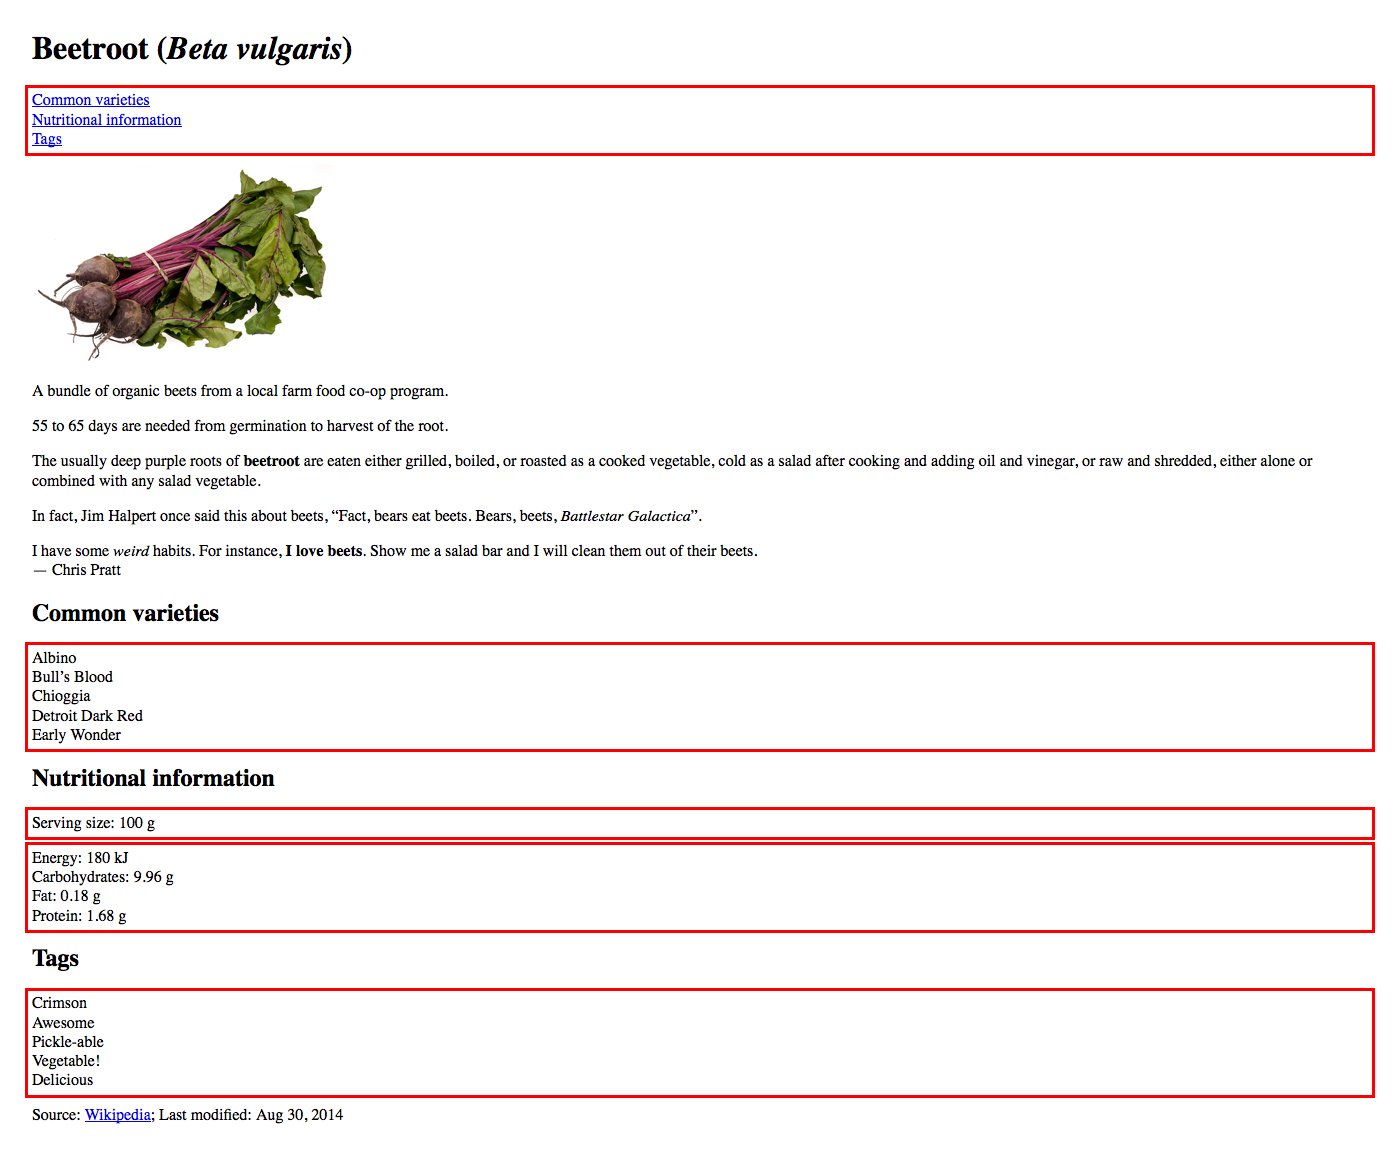 Beetroot (Beta vulgaris)
Common varieties
Nutritional information
Tags
A bundle of organic beets from a local farm food co-op program.
55 to 65 days are needed from germination to harvest of the root.
The usually deep purple roots of beetroot are eaten either grilled, boiled, or roasted as a cooked vegetable, cold as a salad after cooking and adding oil and vinegar, or raw and shredded, either alone or
combined with any salad vegetable.
In fact, Jim Halpert once said this about beets, “Fact, bears eat beets. Bears, beets, Battlestar Galactica”.
I have some weird habits. For instance, I love beets. Show me a salad bar and I will clean them out of their beets.
— Chris Pratt
Common varieties
Albino
Bull’s Blood
Chioggia
Detroit Dark Red
Early Wonder
Nutritional information
Serving size: 100 g
Energy: 180 kJ
Carbohydrates: 9.96 g
Fat: 0.18 g
Protein: 1.68 g
Tags
Crimson
Awesome
Pickle-able
Vegetable!
Delicious
Source: Wikipedia; Last modified: Aug 30, 2014